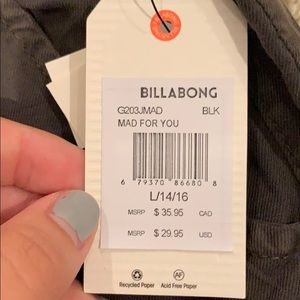 BILLABONG
G203JMAD BLK
MAD FOR YOU
6 79370 86680 8
L/14/16
MSRP $ 35.95 CAD
MSRP $ 29.95 USD
AF
Recycled Paper Acid Free Paper